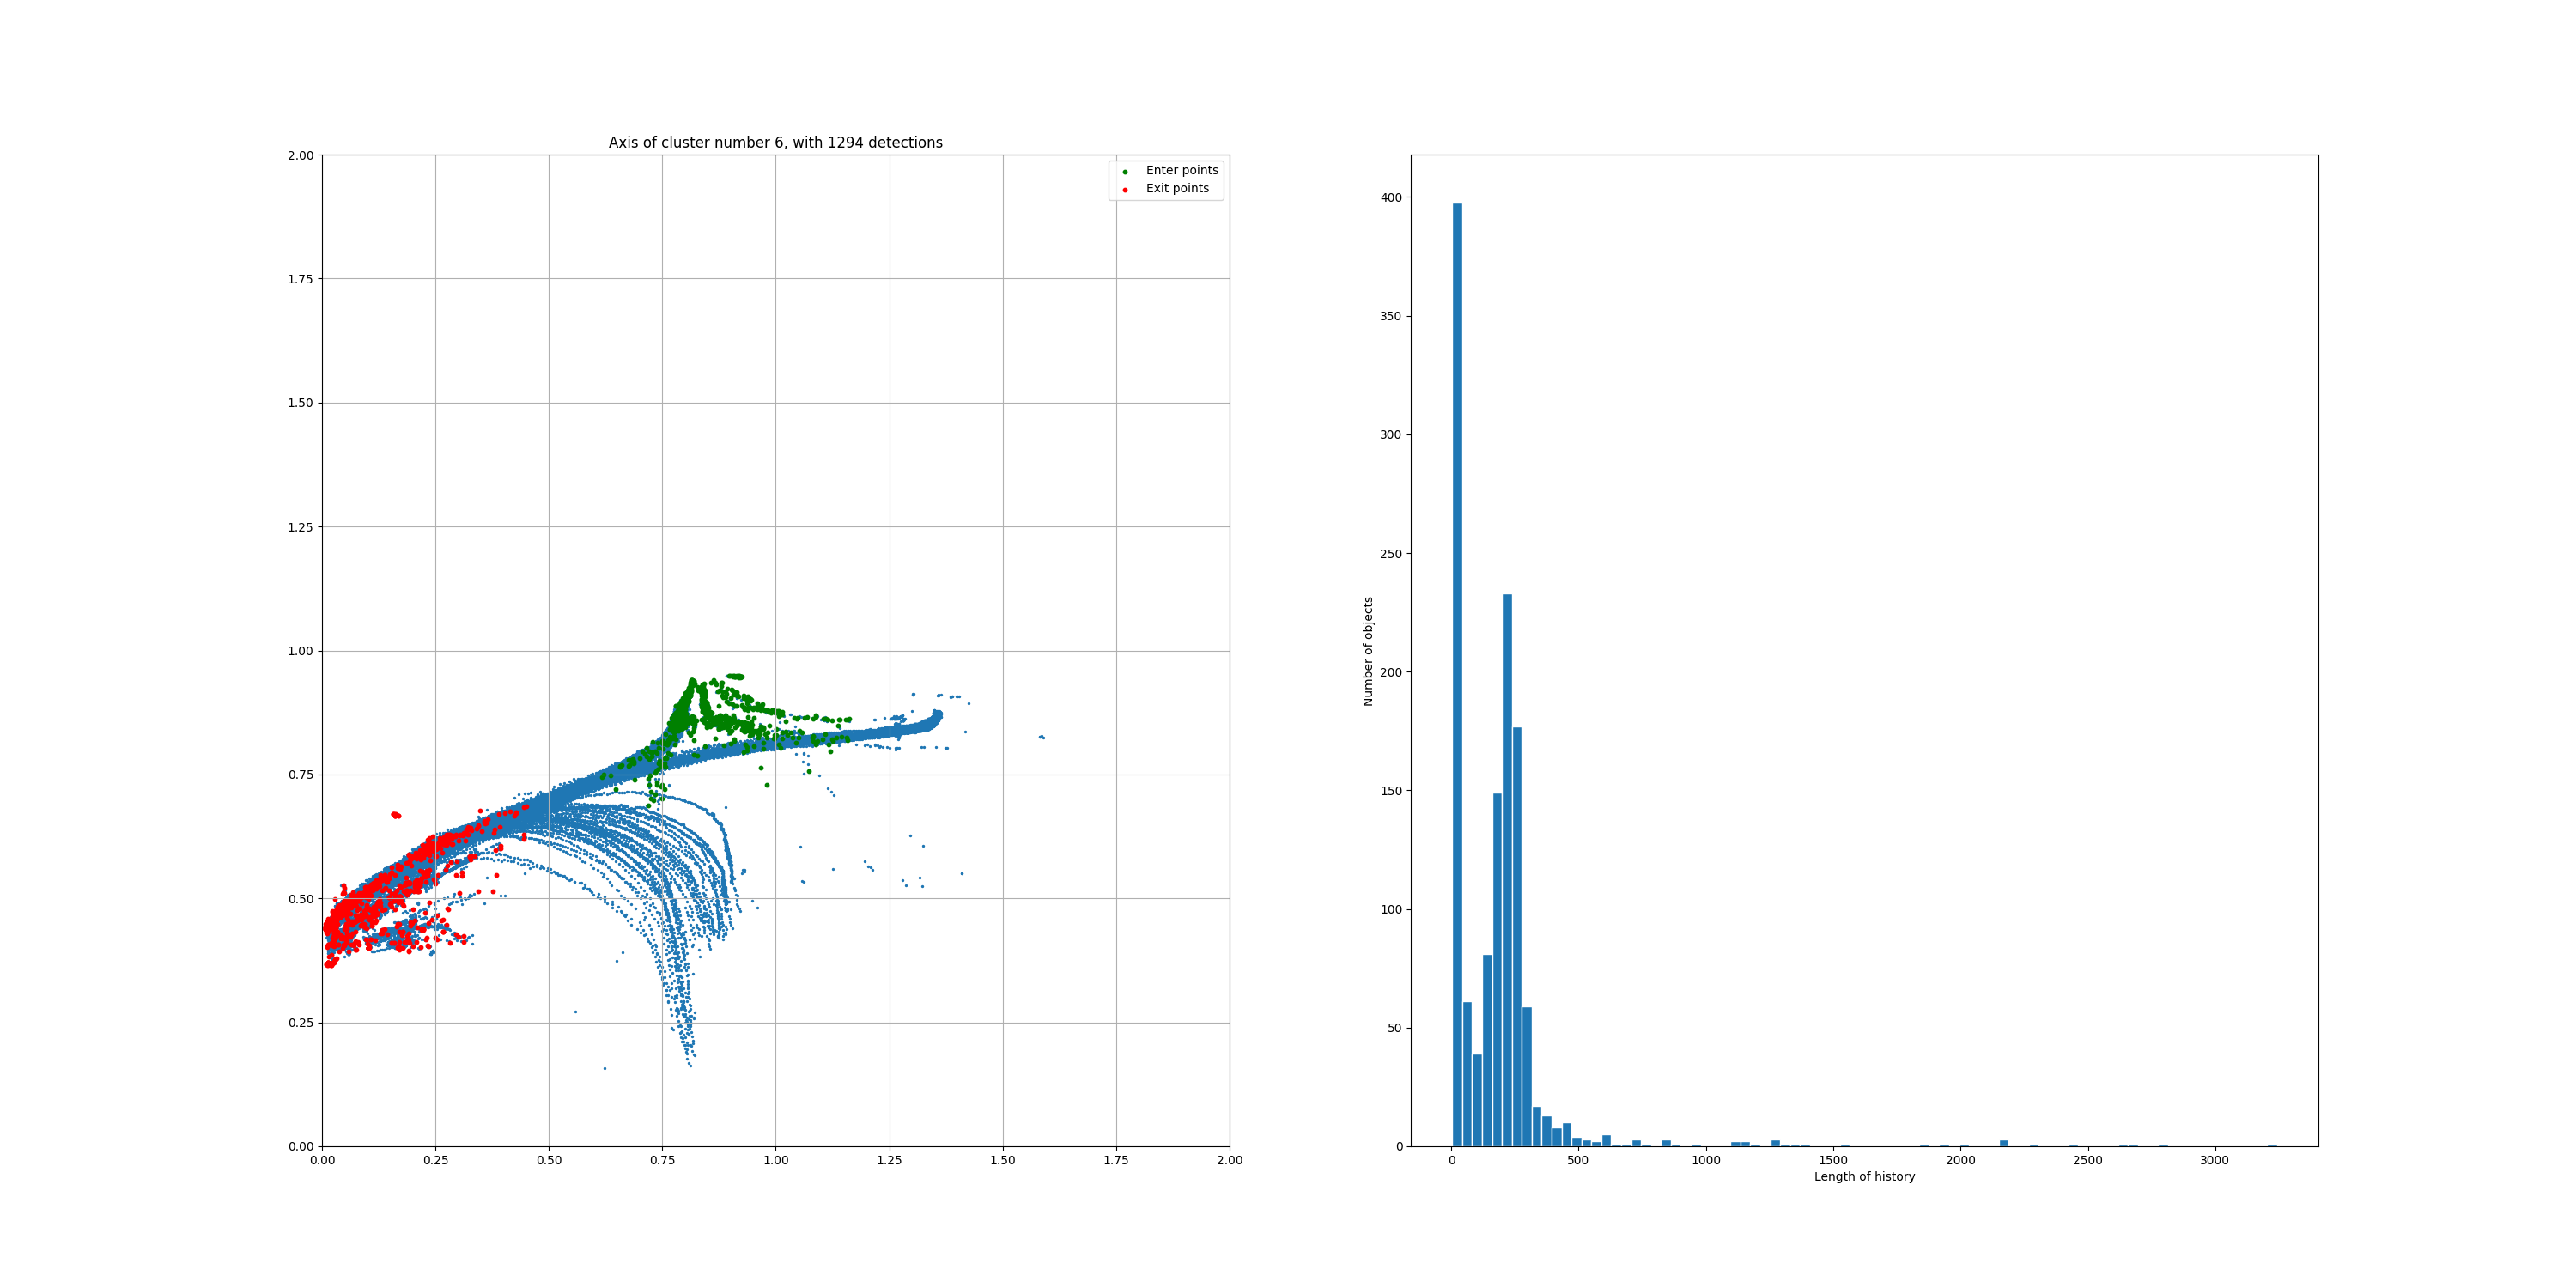 Axis of cluster number 6, with 1294 detections
Enter points
Exit points
2.00
1.75
1.50
1.25
1.00
0.75
0.50
0.25
0.00
0.00 0.25 0.50 0.75 1.00 1.25 1.50 1.75 2.00
Number of objects
400
350
300
250
200
150
100
50
0
0 500 1000 1500 2000 2500 3000
Length of history